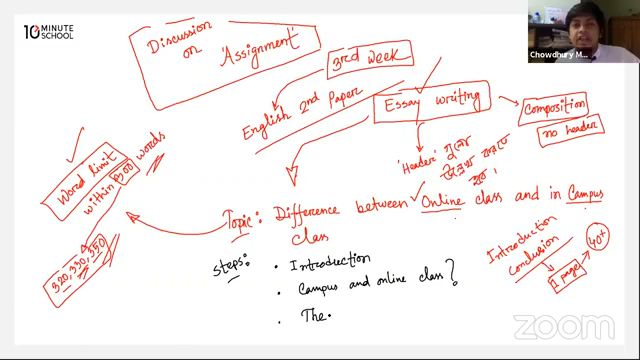 10 MINUTE SCHOOL
Discussion on 'Assignment'
3rd week
English 2nd Paper
Essay writing
Composition
no header
'Header'
Word limit within 300 words
320, 330, 350
Topic: Difference between Online class and in Campus class
Steps:
· Introduction
· Campus and online class?
· The
Introduction
conclusion
1 page
40+
Chowdhury M...
zoom